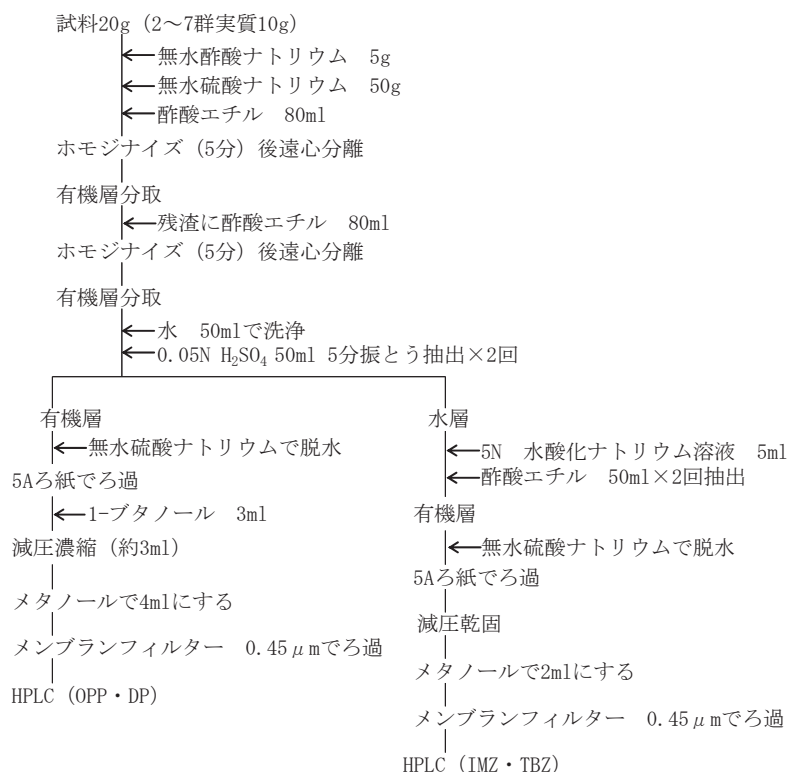 試料20g（2～7群実質10g）
無水酢酸ナトリウム　5g
無水硫酸ナトリウム　50g
酢酸エチル　80ml
ホモジナイズ（5分）後遠心分離
有機層分取
残渣に酢酸エチル　80ml
ホモジナイズ（5分）後遠心分離
有機層分取
水　50mlで洗浄
0.05N H₂SO₄ 50ml 5分振とう抽出×2回
有機層
無水硫酸ナトリウムで脱水
5Aろ紙でろ過
1-ブタノール　3ml
減圧濃縮（約3ml）
メタノールで4mlにする
メンブランフィルター　0.45μmでろ過
HPLC（OPP・DP）
水層
5N　水酸化ナトリウム溶液　5ml
酢酸エチル　50ml×2回抽出
有機層
無水硫酸ナトリウムで脱水
5Aろ紙でろ過
減圧乾固
メタノールで2mlにする
メンブランフィルター　0.45μmでろ過
HPLC（IMZ・TBZ）